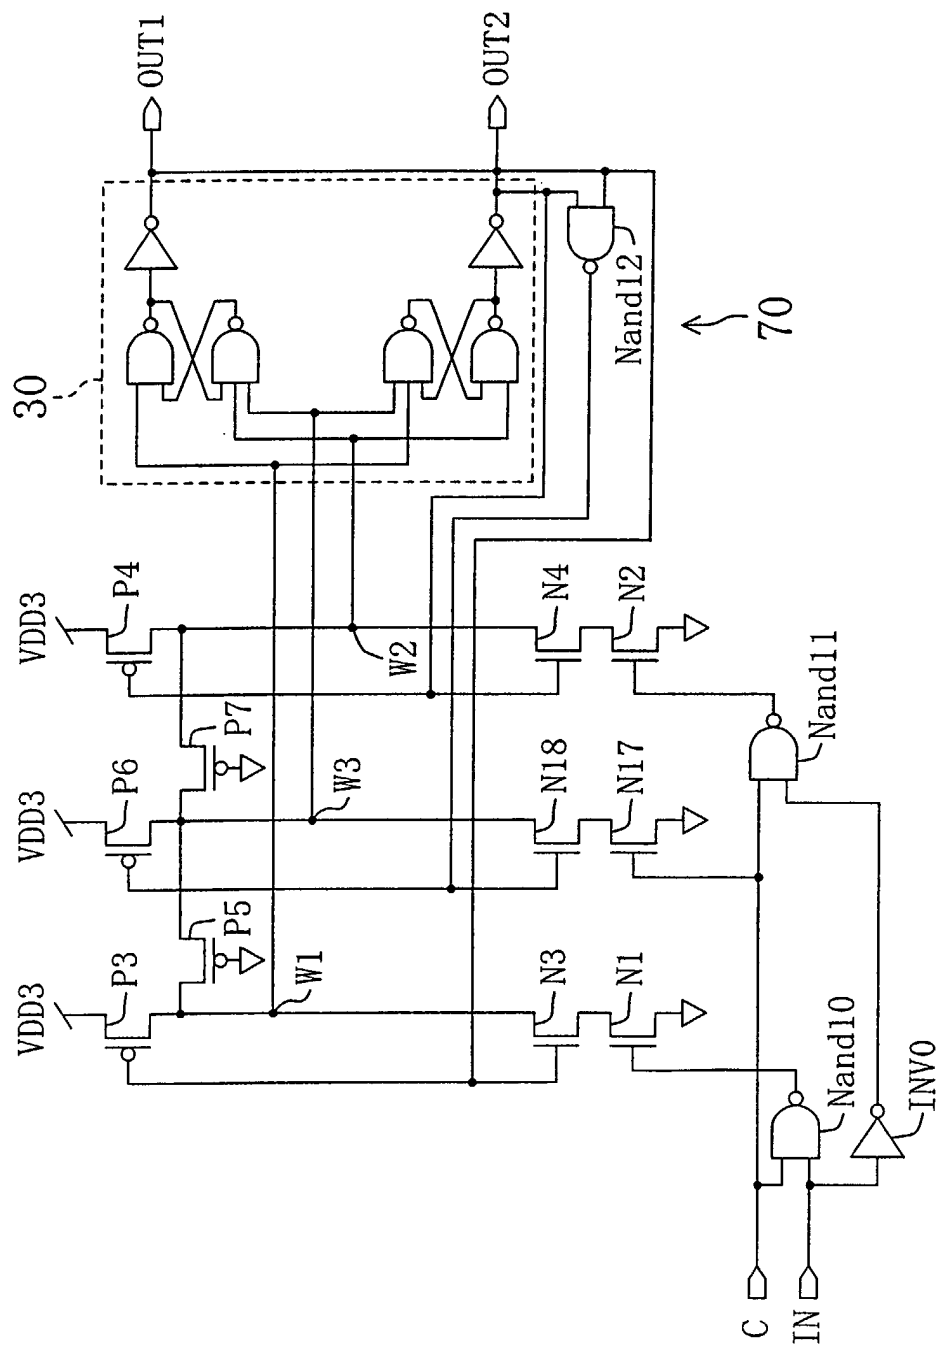 OUT1
OUT2
30
Nand12
70
VDD3
P4
VDD3
P6
P7
VDD3
P3
P5
W2
W3
W1
N4
N2
N18
N17
N3
N1
Nand11
Nand10
INV0
C
IN